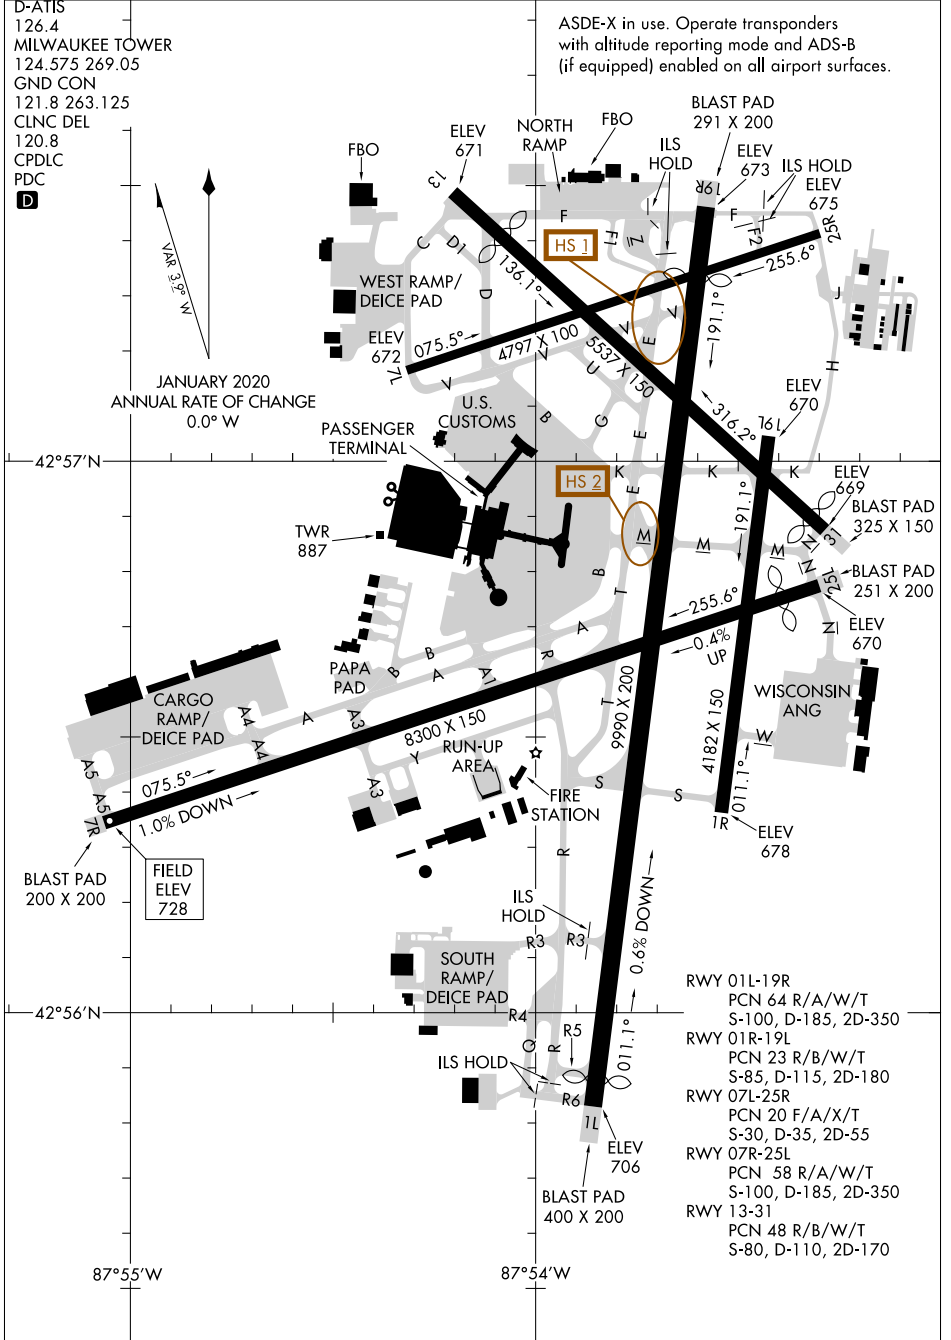 D-ATIS
126.4
MILWAUKEE TOWER
124.575 269.05
GND CON
121.8 263.125
CLNC DEL
120.8
CPDLC
PDC
D
ASDE-X in use. Operate transponders
with altitude reporting mode and ADS-B
(if equipped) enabled on all airport surfaces.
BLAST PAD
291 X 200
FBO
NORTH
RAMP
ELEV
671
FBO
ILS
HOLD
ELEV
673
ILS HOLD
ELEV
675
13
19R
25R
F
F1
Z
F
F2
C
D1
D
HS 1
VAR 3.9° W
136.1°
255.6°
191.1°
J
H
WEST RAMP/
DEICE PAD
ELEV
672
7L
075.5°
4797 X 100
5537 X 150
V
V
V
V
E
U
G
E
E
B
JANUARY 2020
ANNUAL RATE OF CHANGE
0.0° W
U.S.
CUSTOMS
PASSENGER
TERMINAL
316.2°
ELEV
670
19L
42°57'N
K
K
K
HS 2
191.1°
ELEV
669
BLAST PAD
325 X 150
31
TWR
887
M
M
M
N
N
N
25L
BLAST PAD
251 X 200
ELEV
670
B
T
255.6°
0.4%
UP
PAPA
PAD
B
B
A
A
R
A1
A
CARGO
RAMP/
DEICE PAD
A4
A4
A3
A3
Y
8300 X 150
T
9990 X 200
4182 X 150
WISCONSIN
ANG
W
RUN-UP
AREA
A5
A5
075.5°
1.0% DOWN
7R
FIRE
STATION
S
S
011.1°
1R
ELEV
678
BLAST PAD
200 X 200
FIELD
ELEV
728
R
ILS
HOLD
R3
R3
0.6% DOWN
SOUTH
RAMP/
DEICE PAD
42°56'N
R4
Q
R
R5
011.1°
ILS HOLD
R6
1L
ELEV
706
BLAST PAD
400 X 200
RWY 01L-19R
PCN 64 R/A/W/T
S-100, D-185, 2D-350
RWY 01R-19L
PCN 23 R/B/W/T
S-85, D-115, 2D-180
RWY 07L-25R
PCN 20 F/A/X/T
S-30, D-35, 2D-55
RWY 07R-25L
PCN 58 R/A/W/T
S-100, D-185, 2D-350
RWY 13-31
PCN 48 R/B/W/T
S-80, D-110, 2D-170
87°55'W
87°54'W